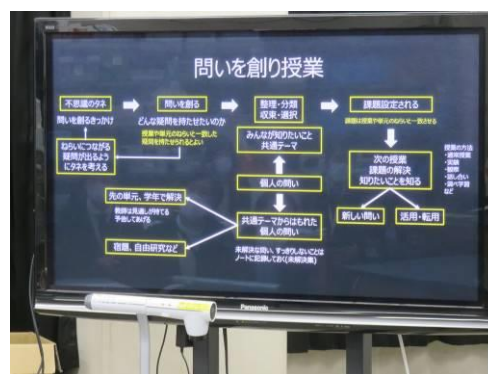 問いを創り授業
不思議のタネ
問いを創るきっかけ
ねらいにつながる
疑問が出るよう
にタネを考える
問いを創る
どんな疑問を持たせたいのか
授業や単元のねらいと一致した
疑問を持たせられるとよい
整理・分類
収束・選択
みんなが知りたいこと
共通テーマ
個人の問い
共通テーマからはもれた
個人の問い
未解決な問い、すっきりしないことは
ノートに記録しておく(未解決集)
先の単元、学年で解決
教師は見通しが持てる
予告してあげる
宿題、自由研究など
課題設定される
課題は授業や単元のねらいと一致させる
次の授業
課題の解決
知りたいことを知る
新しい問い
活用・転用
授業の方法
・通常授業
・実験
・観察
・話し合い
・調べ学習
など
Panasonic